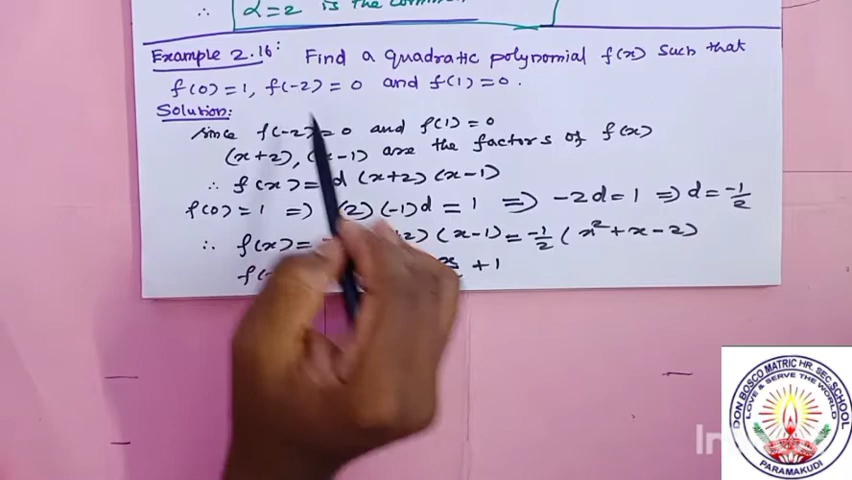 ∴ α=2 is the common
Example 2.16: Find a quadratic polynomial f(x) such that
f(0)=1, f(-2)=0 and f(1)=0.
Solution:
since f(-2)=0 and f(1)=0
(x+2), (x-1) are the factors of f(x)
∴ f(x)= d (x+2) (x-1)
f(0)=1 ⇒ (2)(-1)d = 1 ⇒ -2d=1 ⇒ d=-1/2
∴ f(x)= 2) (x-1) = -1/2 (x²+x-2)
+1
DON BOSCO MATRIC HR. SEC SCHOOL
LOVE & SERVE THE WORLD
PARAMAKUDI